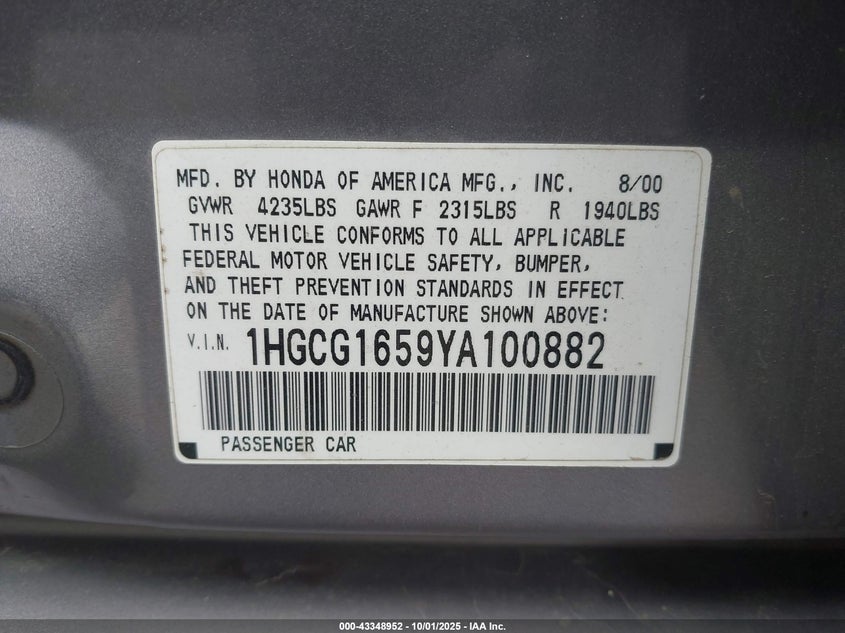 MFD. BY HONDA OF AMERICA MFG., INC. 8/00
GVWR 4235LBS GAWR F 2315LBS R 1940LBS
THIS VEHICLE CONFORMS TO ALL APPLICABLE
FEDERAL MOTOR VEHICLE SAFETY, BUMPER,
AND THEFT PREVENTION STANDARDS IN EFFECT
ON THE DATE OF MANUFACTURE SHOWN ABOVE:
V.I.N. 1HGCG1659YA100882
PASSENGER CAR
000-43348952 - 10/01/2025 - IAA Inc.